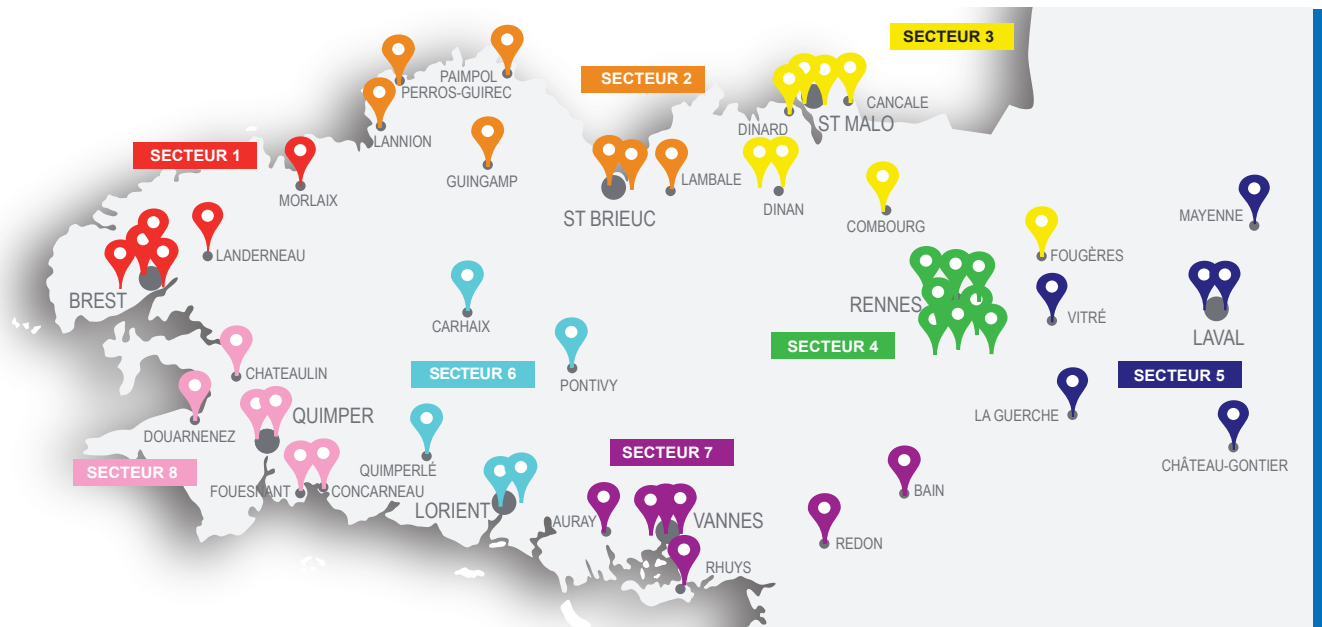 SECTEUR 3
PAIMPOL
SECTEUR 2
PERROS-GUIREC
CANCALE
DINARD
ST MALO
LANNION
SECTEUR 1
GUINGAMP
LAMBALE
MORLAIX
DINAN
ST BRIEUC
COMBOURG
MAYENNE
LANDERNEAU
FOUGÈRES
BREST
RENNES
CARHAIX
VITRÉ
LAVAL
SECTEUR 4
CHATEAULIN
SECTEUR 6
PONTIVY
SECTEUR 5
QUIMPER
LA GUERCHE
DOUARNENEZ
SECTEUR 7
CHÂTEAU-GONTIER
SECTEUR 8
QUIMPERLÉ
FOUESNANT
CONCARNEAU
BAIN
LORIENT
AURAY
VANNES
REDON
RHUYS